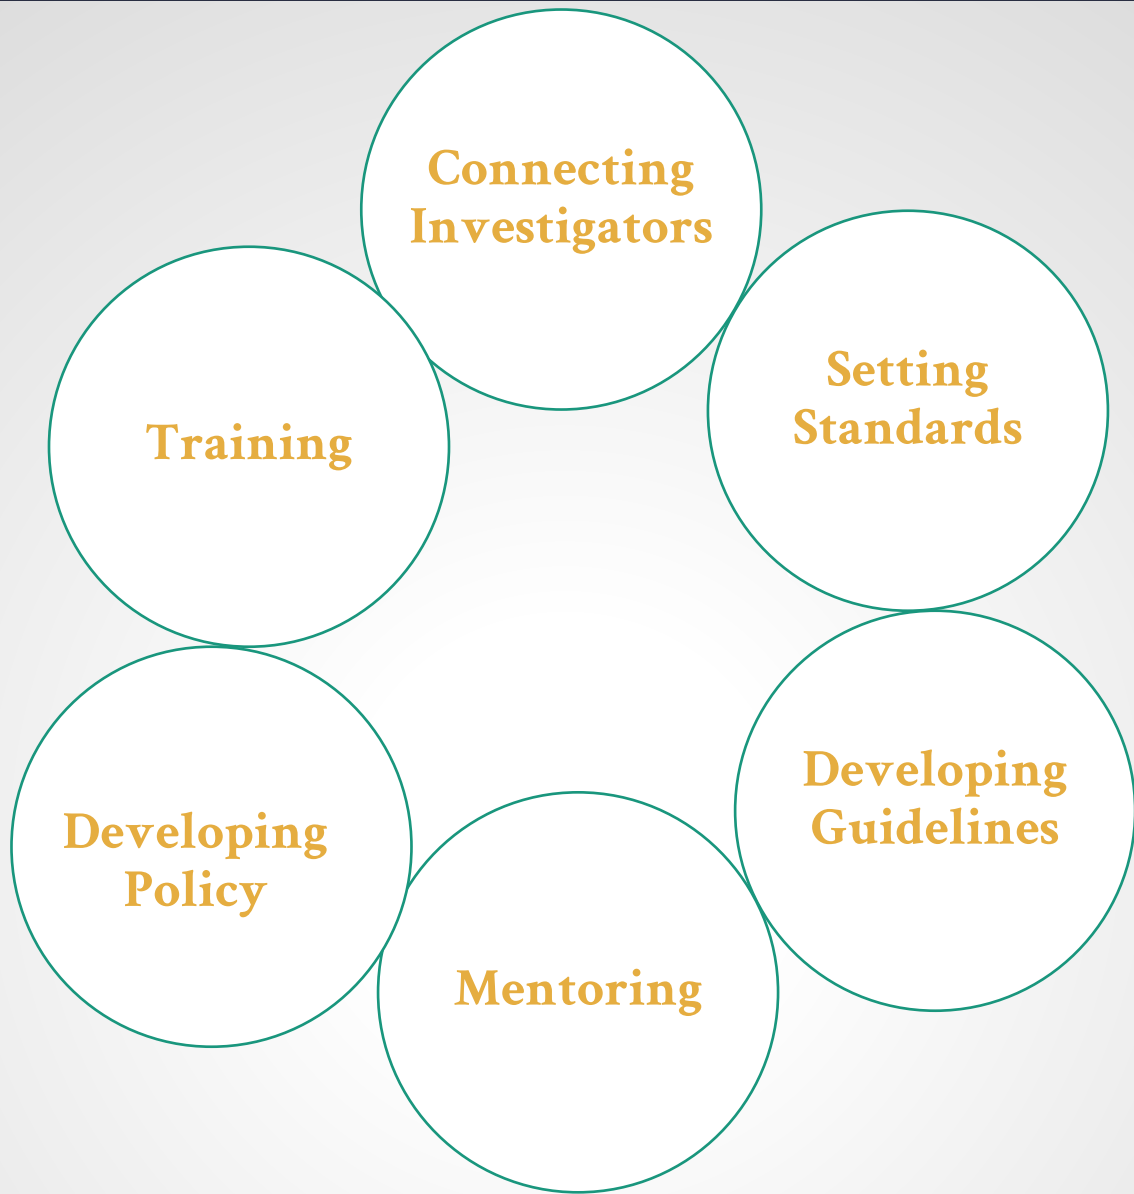 Connecting
Investigators
Setting
Standards
Training
Developing
Guidelines
Developing
Policy
Mentoring